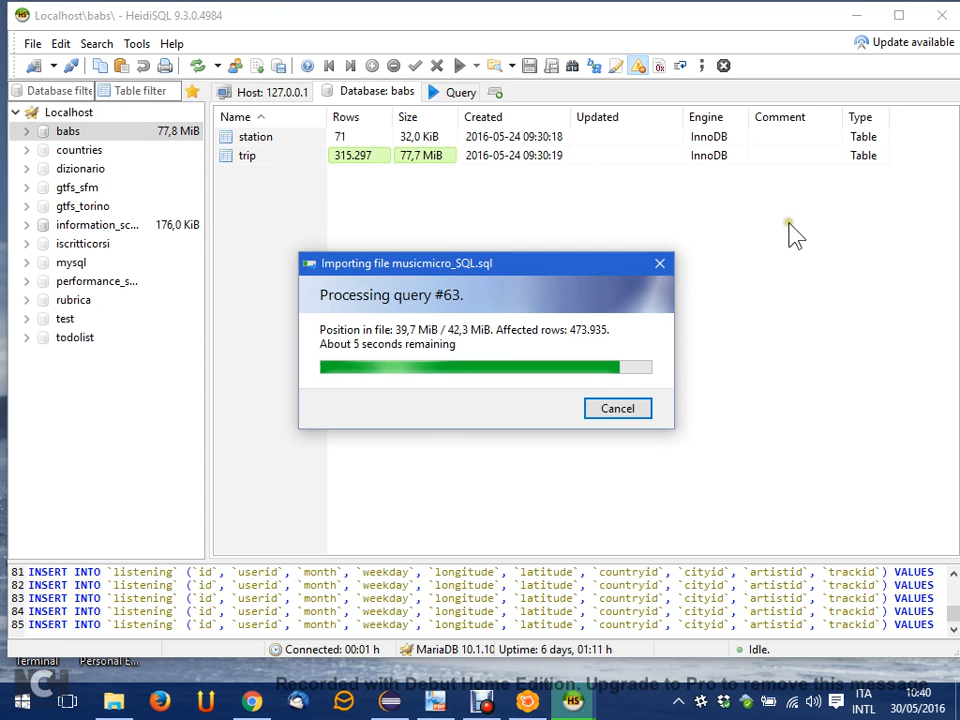 Localhost\babs\ - HeidiSQL 9.3.0.4984
File Edit Search Tools Help
Update available
Database filte Table filter Host: 127.0.0.1 Database: babs Query
Localhost
babs 77,8 MiB
countries
dizionario
gtfs_sfm
gtfs_torino
information_sc... 176,0 KiB
iscritticorsi
mysql
performance_s...
rubrica
test
todolist
Name Rows Size Created Updated Engine Comment Type
station 71 32,0 KiB 2016-05-24 09:30:18 InnoDB Table
trip 315.297 77,7 MiB 2016-05-24 09:30:19 InnoDB Table
Importing file musicmicro_SQL.sql
Processing query #63.
Position in file: 39,7 MiB / 42,3 MiB. Affected rows: 473.935.
About 5 seconds remaining
Cancel
81 INSERT INTO `listening` (`id`, `userid`, `month`, `weekday`, `longitude`, `latitude`, `countryid`, `cityid`, `artistid`, `trackid`) VALUES
82 INSERT INTO `listening` (`id`, `userid`, `month`, `weekday`, `longitude`, `latitude`, `countryid`, `cityid`, `artistid`, `trackid`) VALUES
83 INSERT INTO `listening` (`id`, `userid`, `month`, `weekday`, `longitude`, `latitude`, `countryid`, `cityid`, `artistid`, `trackid`) VALUES
84 INSERT INTO `listening` (`id`, `userid`, `month`, `weekday`, `longitude`, `latitude`, `countryid`, `cityid`, `artistid`, `trackid`) VALUES
85 INSERT INTO `listening` (`id`, `userid`, `month`, `weekday`, `longitude`, `latitude`, `countryid`, `cityid`, `artistid`, `trackid`) VALUES
Connected: 00:01 h MariaDB 10.1.10 Uptime: 6 days, 01:11 h Idle.
Terminal Personal E...
Recorded with Debut Home Edition. Upgrade to Pro to remove this message
NCH
ITA 10:40
INTL 30/05/2016